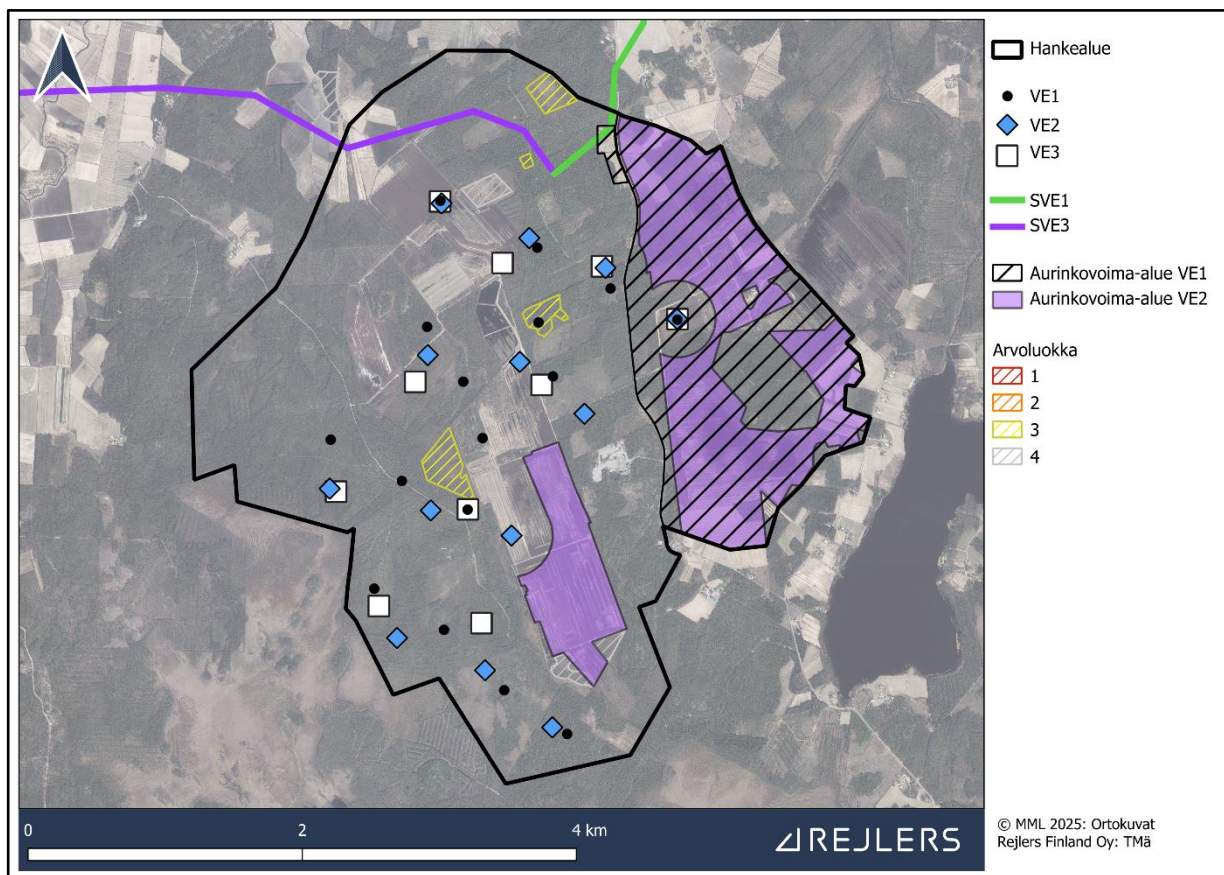 Hankealue
VE1
VE2
VE3
SVE1
SVE3
Aurinkovoima-alue VE1
Aurinkovoima-alue VE2
Arvoluokka
1
2
3
4
0 2 4 km
REJLERS
© MML 2025: Ortokuvat
Rejlers Finland Oy: TMä